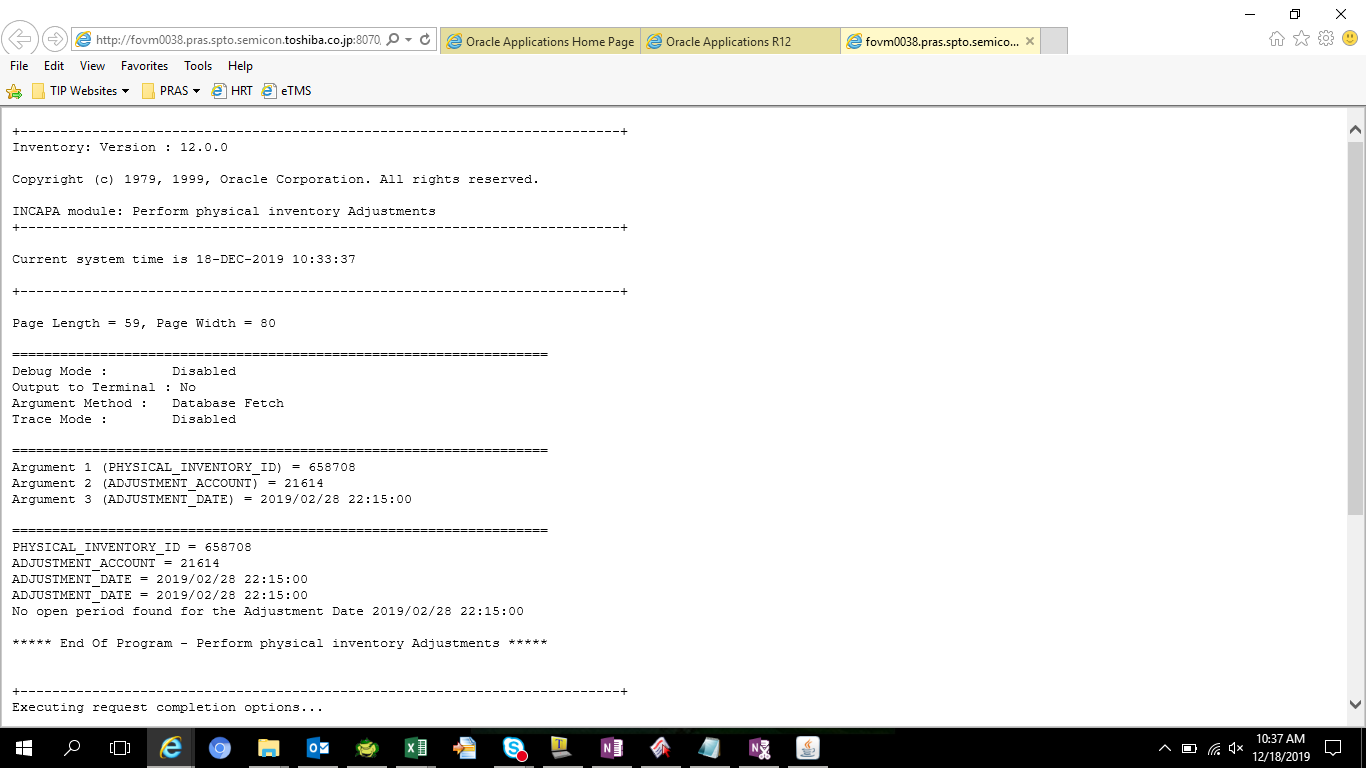 http://fovm0038.pras.spto.semicon.toshiba.co.jp:8070
Oracle Applications Home Page
Oracle Applications R12
fovm0038.pras.spto.semico...
File Edit View Favorites Tools Help
TIP Websites PRAS HRT eTMS
+---------------------------------------------------------------------------+
Inventory: Version : 12.0.0
Copyright (c) 1979, 1999, Oracle Corporation. All rights reserved.
INCAPA module: Perform physical inventory Adjustments
+---------------------------------------------------------------------------+
Current system time is 18-DEC-2019 10:33:37
+---------------------------------------------------------------------------+
Page Length = 59, Page Width = 80
===================================================================
Debug Mode : Disabled
Output to Terminal : No
Argument Method : Database Fetch
Trace Mode : Disabled
===================================================================
Argument 1 (PHYSICAL_INVENTORY_ID) = 658708
Argument 2 (ADJUSTMENT_ACCOUNT) = 21614
Argument 3 (ADJUSTMENT_DATE) = 2019/02/28 22:15:00
===================================================================
PHYSICAL_INVENTORY_ID = 658708
ADJUSTMENT_ACCOUNT = 21614
ADJUSTMENT_DATE = 2019/02/28 22:15:00
ADJUSTMENT_DATE = 2019/02/28 22:15:00
No open period found for the Adjustment Date 2019/02/28 22:15:00
***** End Of Program - Perform physical inventory Adjustments *****
+---------------------------------------------------------------------------+
Executing request completion options...
10:37 AM
12/18/2019